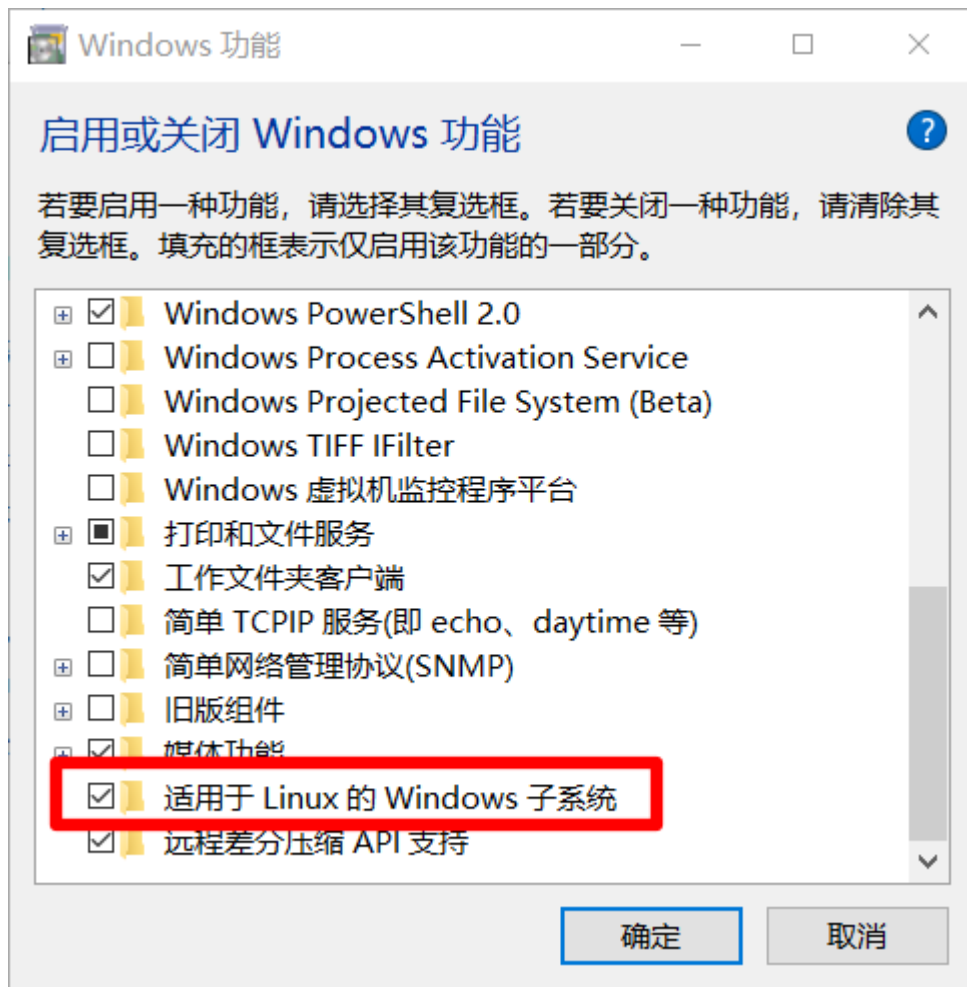 Windows 功能
启用或关闭 Windows 功能
?
若要启用一种功能，请选择其复选框。若要关闭一种功能，请清除其
复选框。填充的框表示仅启用该功能的一部分。
Windows PowerShell 2.0
Windows Process Activation Service
Windows Projected File System (Beta)
Windows TIFF IFilter
Windows 虚拟机监控程序平台
打印和文件服务
工作文件夹客户端
简单 TCPIP 服务(即 echo、daytime 等)
简单网络管理协议(SNMP)
旧版组件
媒体功能
适用于 Linux 的 Windows 子系统
远程差分压缩 API 支持
确定
取消